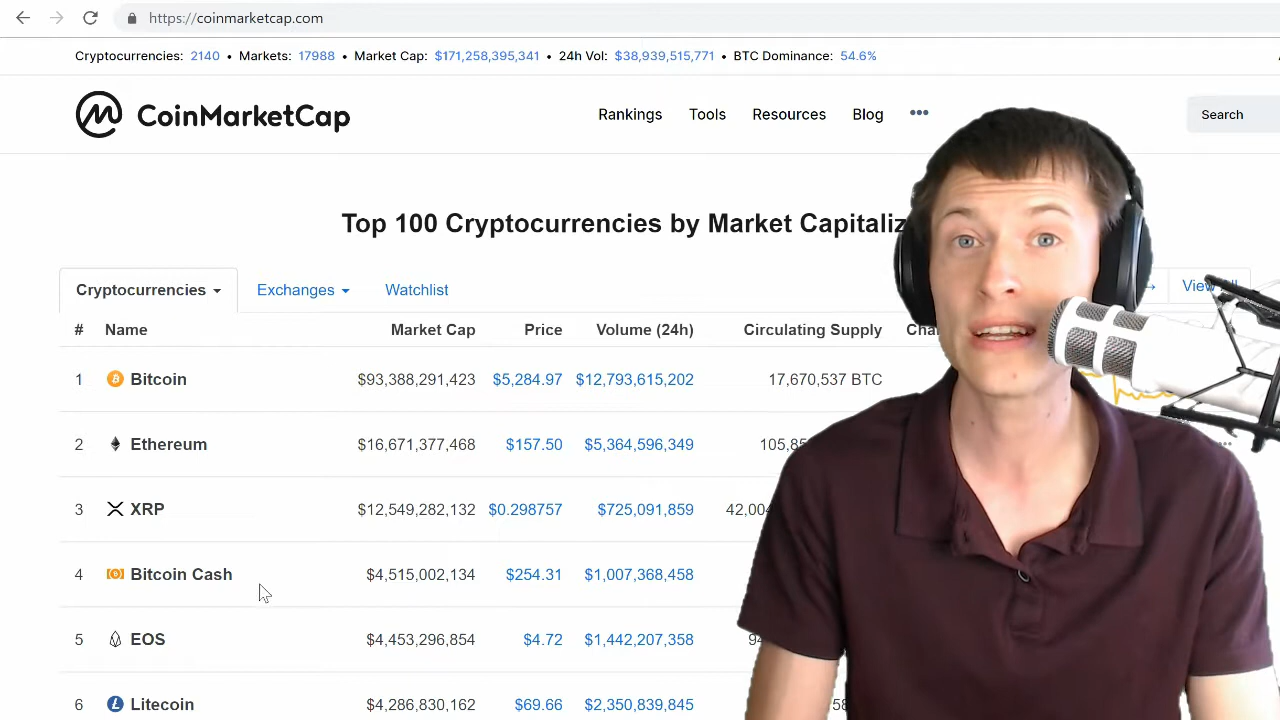 https://coinmarketcap.com
Cryptocurrencies: 2140 • Markets: 17988 • Market Cap: $171,258,395,341 • 24h Vol: $38,939,515,771 • BTC Dominance: 54.6%
CoinMarketCap Rankings Tools Resources Blog ••• Search
Top 100 Cryptocurrencies by Market
Cryptocurrencies Exchanges Watchlist View
# Name Market Cap Price Volume (24h) Circulating Supply
1 Bitcoin $93,388,291,423 $5,284.97 $12,793,615,202 17,670,537 BTC
2 Ethereum $16,671,377,468 $157.50 $5,364,596,349
3 XRP $12,549,282,132 $0.298757 $725,091,859
4 Bitcoin Cash $4,515,002,134 $254.31 $1,007,368,458
5 EOS $4,453,296,854 $4.72 $1,442,207,358
6 Litecoin $4,286,830,162 $69.66 $2,350,839,845